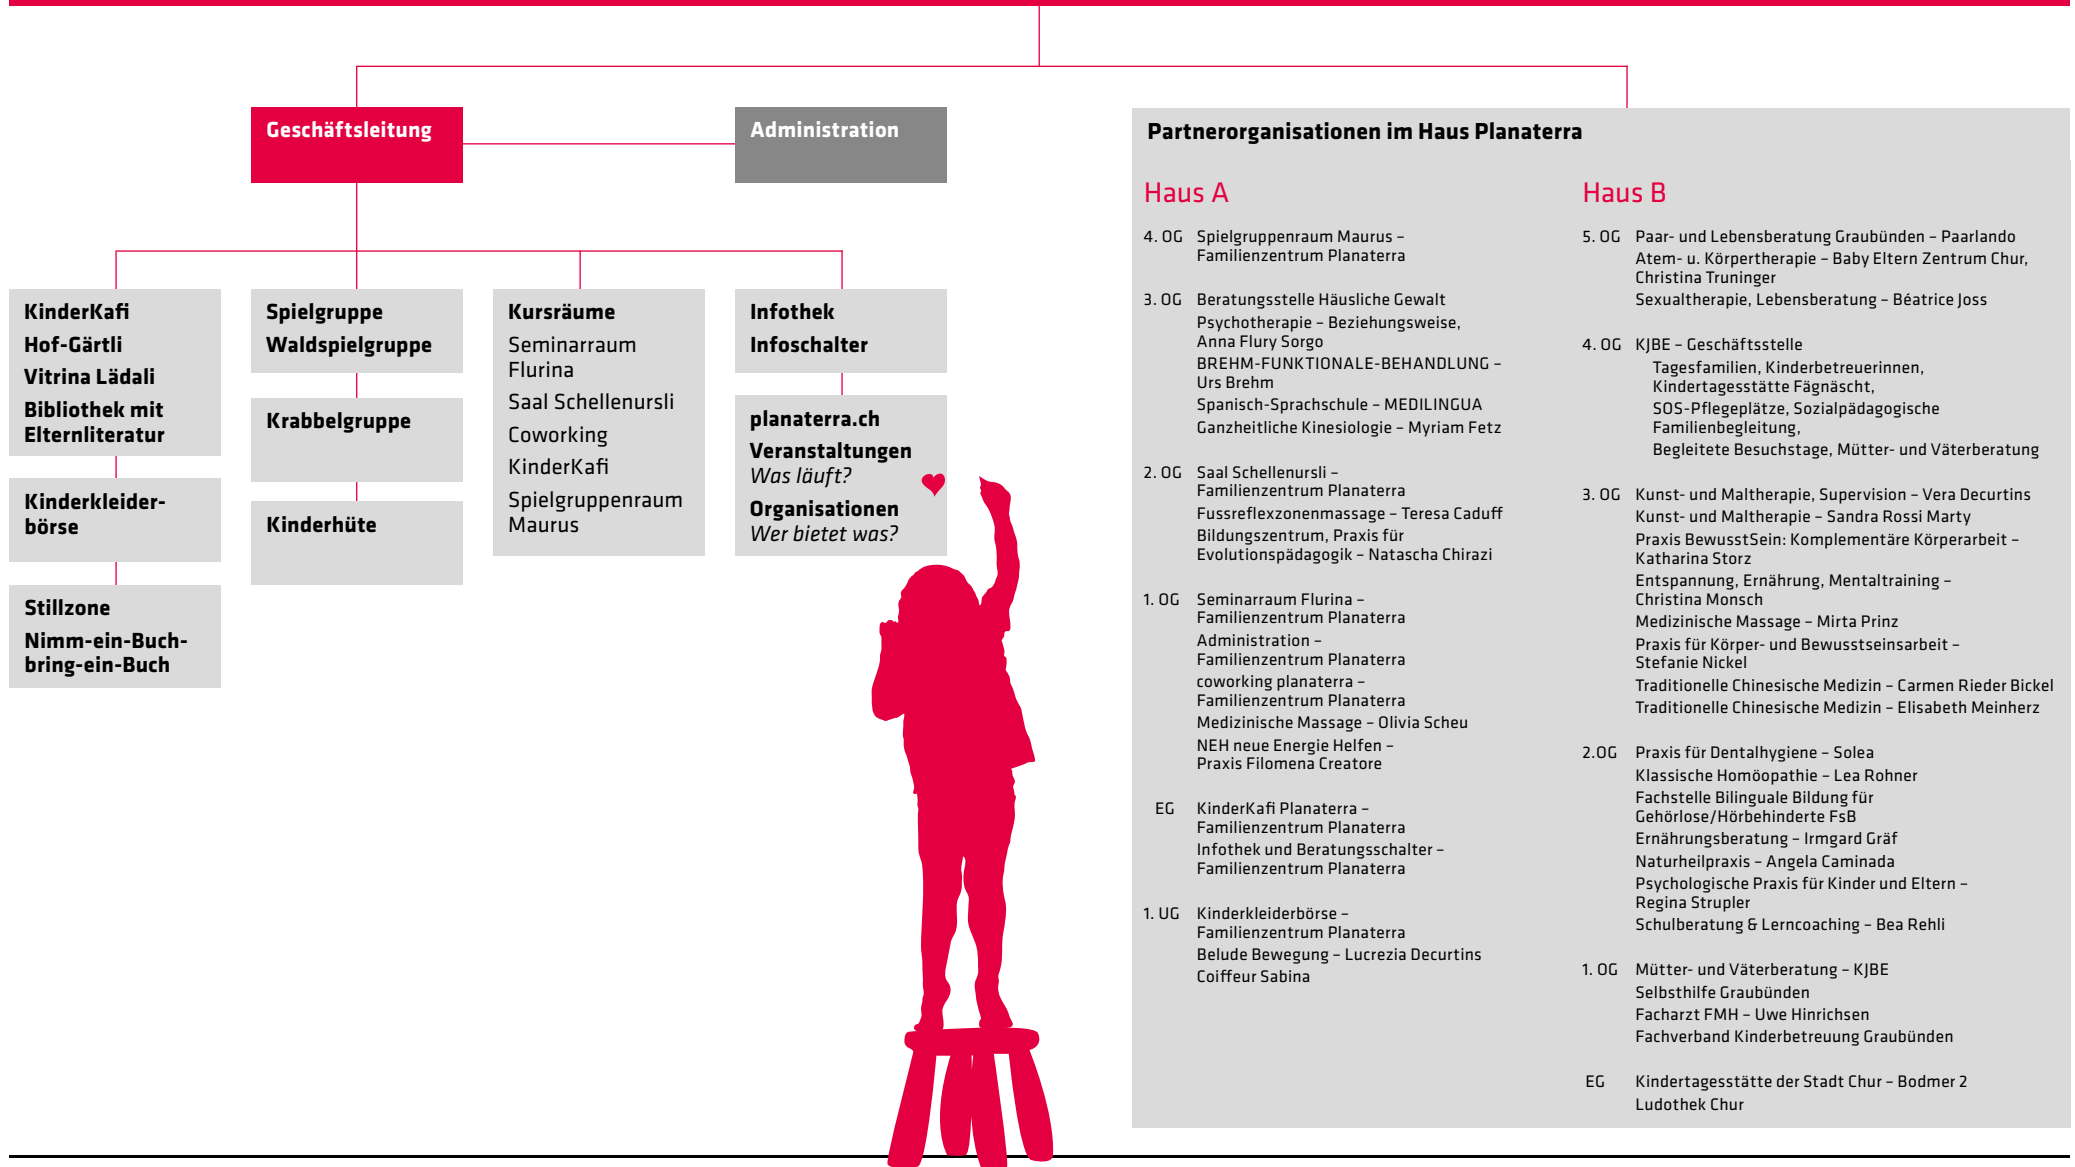 Geschäftsleitung
Administration
KinderKafi
Hof-Gärtli
Vitrina Lädali
Bibliothek mit
Elternliteratur
Kinderkleider-
börse
Stillzone
Nimm-ein-Buch-
bring-ein-Buch
Spielgruppe
Waldspielgruppe
Krabbelgruppe
Kinderhüte
Kursräume
Seminarraum
Flurina
Saal Schellenursli
Coworking
KinderKafi
Spielgruppenraum
Maurus
Infothek
Infoschalter
planaterra.ch
Veranstaltungen
Was läuft?
Organisationen
Wer bietet was?
Partnerorganisationen im Haus Planaterra
Haus A
4. OG Spielgruppenraum Maurus –
Familienzentrum Planaterra
3. OG Beratungsstelle Häusliche Gewalt
Psychotherapie – Beziehungsweise,
Anna Flury Sorgo
BREHM-FUNKTIONALE-BEHANDLUNG –
Urs Brehm
Spanisch-Sprachschule – MEDILINGUA
Ganzheitliche Kinesiologie – Myriam Fetz
2. OG Saal Schellenursli –
Familienzentrum Planaterra
Fussreflexzonenmassage – Teresa Caduff
Bildungszentrum, Praxis für
Evolutionspädagogik – Natascha Chirazi
1. OG Seminarraum Flurina –
Familienzentrum Planaterra
Administration –
Familienzentrum Planaterra
coworking planaterra –
Familienzentrum Planaterra
Medizinische Massage – Olivia Scheu
NEH neue Energie Helfen –
Praxis Filomena Creatore
EG KinderKafi Planaterra –
Familienzentrum Planaterra
Infothek und Beratungsschalter –
Familienzentrum Planaterra
1. UG Kinderkleiderbörse –
Familienzentrum Planaterra
Belude Bewegung – Lucrezia Decurtins
Coiffeur Sabina
Haus B
5. OG Paar- und Lebensberatung Graubünden – Paarlando
Atem- u. Körpertherapie – Baby Eltern Zentrum Chur,
Christina Truninger
Sexualtherapie, Lebensberatung – Béatrice Joss
4. OG KJBE – Geschäftsstelle
Tagesfamilien, Kinderbetreuerinnen,
Kindertagesstätte Fägnäscht,
SOS-Pflegeplätze, Sozialpädagogische
Familienbegleitung,
Begleitete Besuchstage, Mütter- und Väterberatung
3. OG Kunst- und Maltherapie, Supervision – Vera Decurtins
Kunst- und Maltherapie – Sandra Rossi Marty
Praxis BewusstSein: Komplementäre Körperarbeit –
Katharina Storz
Entspannung, Ernährung, Mentaltraining –
Christina Monsch
Medizinische Massage – Mirta Prinz
Praxis für Körper- und Bewusstseinsarbeit –
Stefanie Nickel
Traditionelle Chinesische Medizin – Carmen Rieder Bickel
Traditionelle Chinesische Medizin – Elisabeth Meinherz
2.OG Praxis für Dentalhygiene – Solea
Klassische Homöopathie – Lea Rohner
Fachstelle Bilinguale Bildung für
Gehörlose/Hörbehinderte FsB
Ernährungsberatung – Irmgard Gräf
Naturheilpraxis – Angela Caminada
Psychologische Praxis für Kinder und Eltern –
Regina Strupler
Schulberatung & Lerncoaching – Bea Rehli
1. OG Mütter- und Väterberatung – KJBE
Selbsthilfe Graubünden
Facharzt FMH – Uwe Hinrichsen
Fachverband Kinderbetreuung Graubünden
EG Kindertagesstätte der Stadt Chur – Bodmer 2
Ludothek Chur